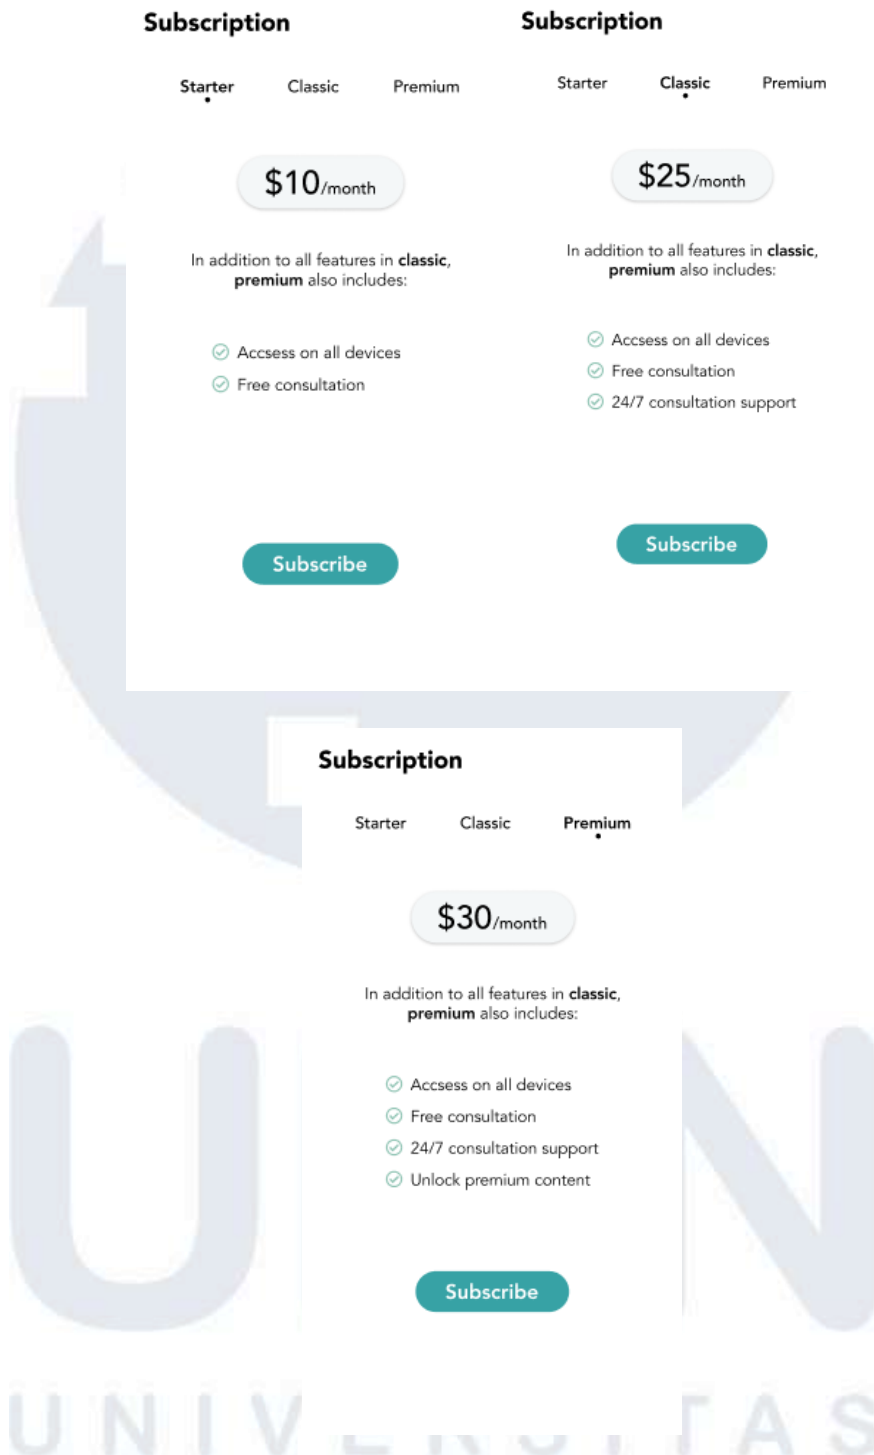 Subscription
Starter Classic Premium
$10/month
In addition to all features in classic,
premium also includes:
Accsess on all devices
Free consultation
Subscribe
Subscription
Starter Classic Premium
$25/month
In addition to all features in classic,
premium also includes:
Accsess on all devices
Free consultation
24/7 consultation support
Subscribe
Subscription
Starter Classic Premium
$30/month
In addition to all features in classic,
premium also includes:
Accsess on all devices
Free consultation
24/7 consultation support
Unlock premium content
Subscribe
UNIVERSITAS